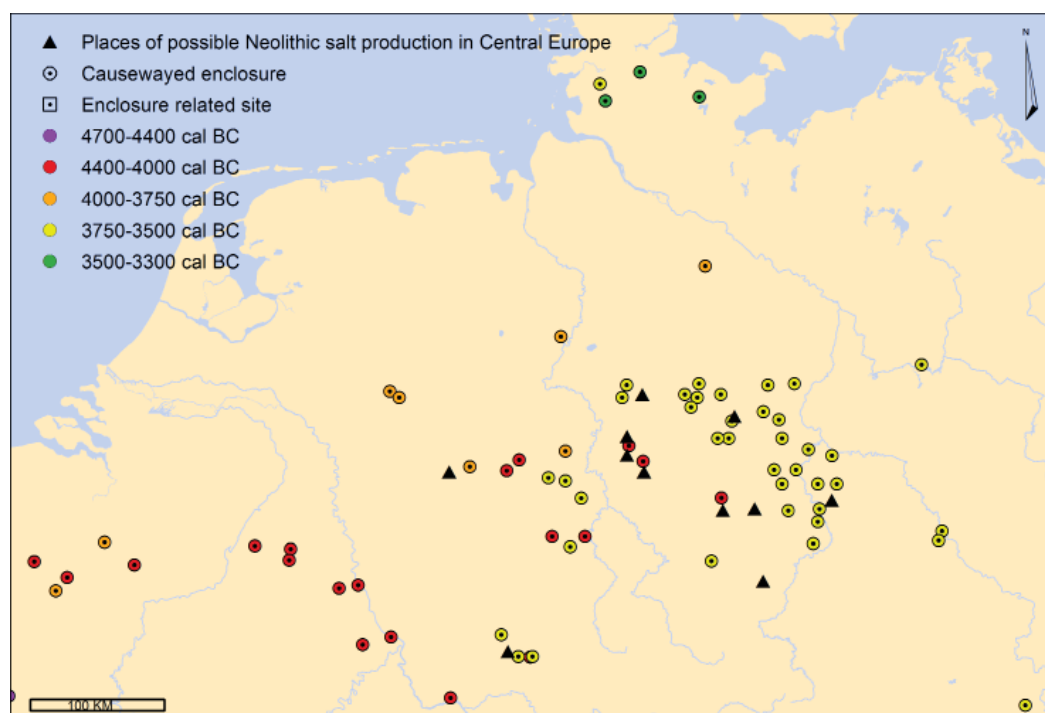 Places of possible Neolithic salt production in Central Europe
Causewayed enclosure
Enclosure related site
4700-4400 cal BC
4400-4000 cal BC
4000-3750 cal BC
3750-3500 cal BC
3500-3300 cal BC
N
100 KM